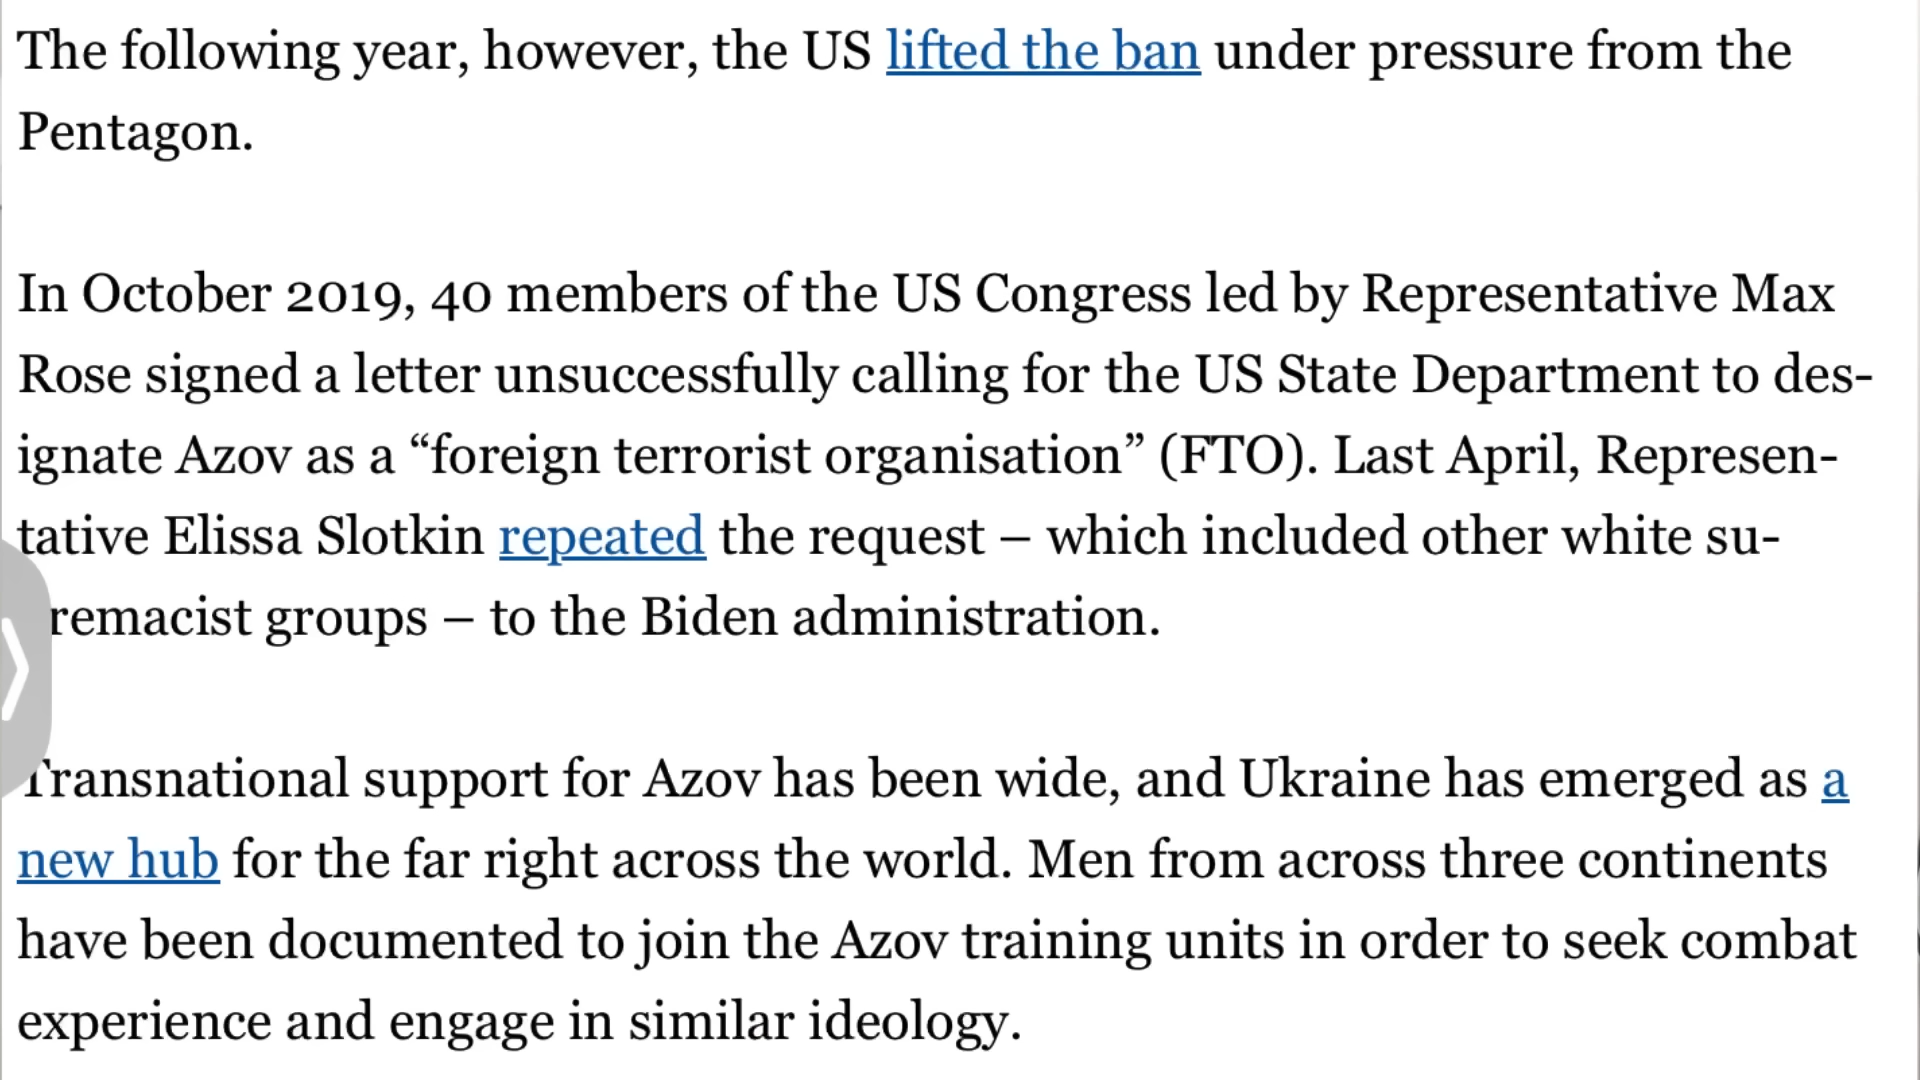 The following year, however, the US lifted the ban under pressure from the
Pentagon.
In October 2019, 40 members of the US Congress led by Representative Max
Rose signed a letter unsuccessfully calling for the US State Department to des-
ignate Azov as a “foreign terrorist organisation” (FTO). Last April, Represen-
tative Elissa Slotkin repeated the request – which included other white su-
remacist groups – to the Biden administration.
Transnational support for Azov has been wide, and Ukraine has emerged as a
new hub for the far right across the world. Men from across three continents
have been documented to join the Azov training units in order to seek combat
experience and engage in similar ideology.